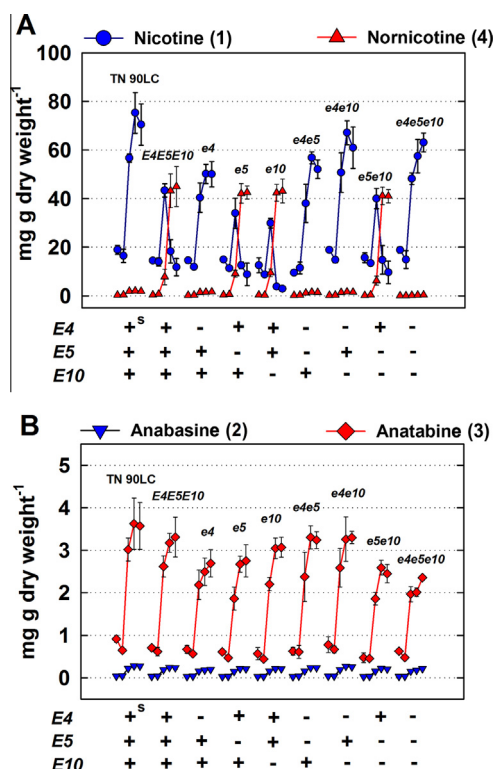 A
Nicotine (1) Nornicotine (4)
mg g dry weight-1
100
80
60
40
20
0
TN 90LC
E4E5E10
e4
e5
e10
e4e5
e4e10
e5e10
e4e5e10
E4 +s + - + + - - + -
E5 + + + - + - + - -
E10 + + + + - + - - -
B
Anabasine (2) Anatabine (3)
mg g dry weight-1
5
4
3
2
1
0
TN 90LC
E4E5E10
e4
e5
e10
e4e5
e4e10
e5e10
e4e5e10
E4 +s + - + + - - + -
E5 + + + - + - + - -
E10 + + + + - + - - -